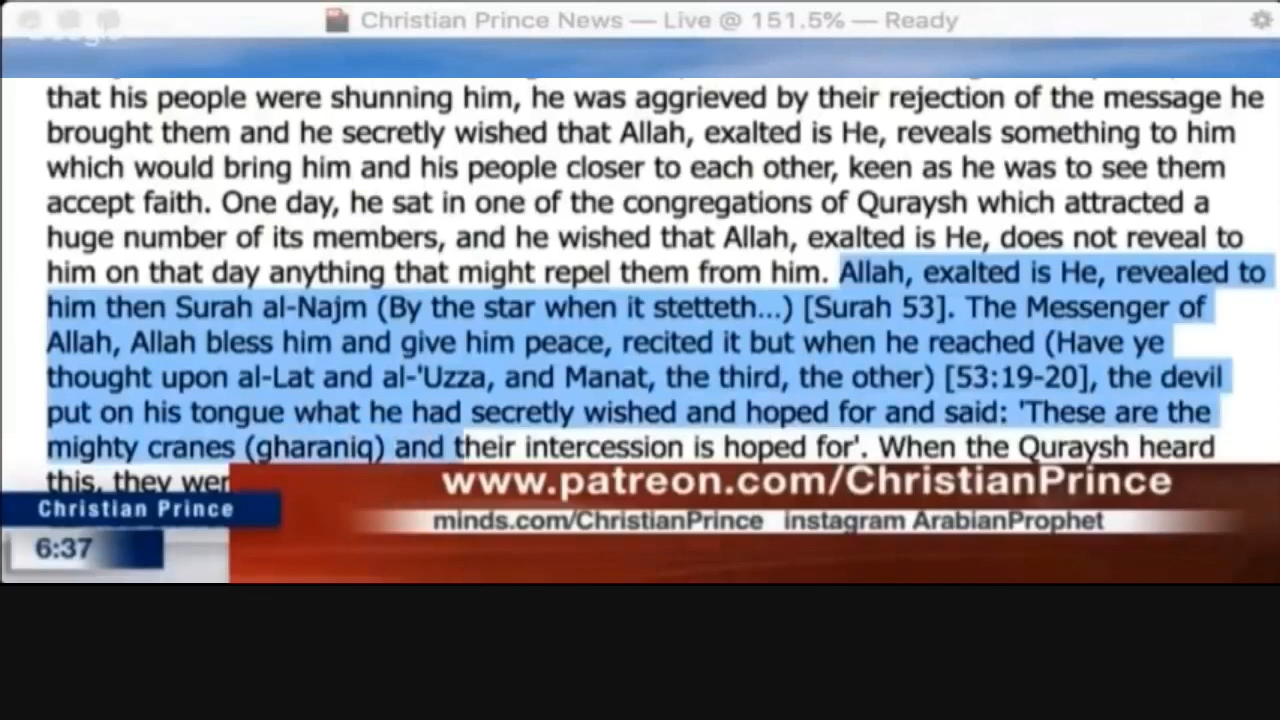 Christian Prince News — Live @ 151.5% — Ready
that his people were shunning him, he was aggrieved by their rejection of the message he
brought them and he secretly wished that Allah, exalted is He, reveals something to him
which would bring him and his people closer to each other, keen as he was to see them
accept faith. One day, he sat in one of the congregations of Quraysh which attracted a
huge number of its members, and he wished that Allah, exalted is He, does not reveal to
him on that day anything that might repel them from him. Allah, exalted is He, revealed to
him then Surah al-Najm (By the star when it stetteth...) [Surah 53]. The Messenger of
Allah, Allah bless him and give him peace, recited it but when he reached (Have ye
thought upon al-Lat and al-'Uzza, and Manat, the third, the other) [53:19-20], the devil
put on his tongue what he had secretly wished and hoped for and said: 'These are the
mighty cranes (gharaniq) and their intercession is hoped for'. When the Quraysh heard
this, they wer
www.patreon.com/ChristianPrince
Christian Prince
minds.com/ChristianPrince instagram ArabianProphet
6:37